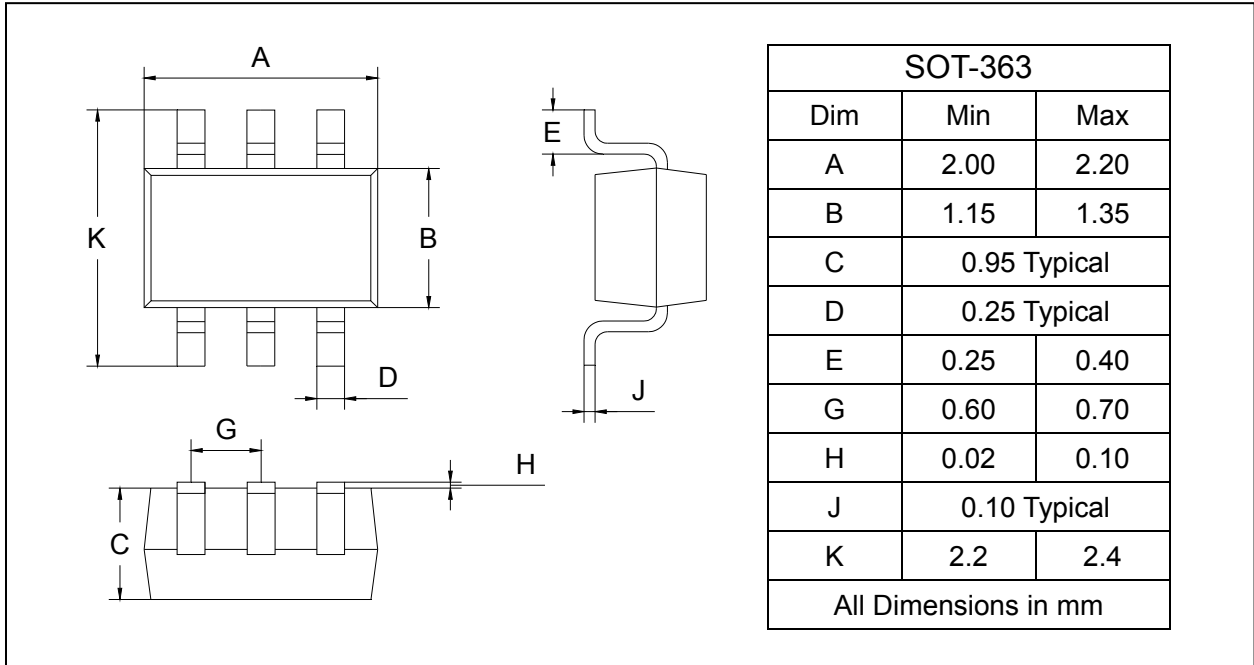 A
K
B
D
E
J
G
H
C
SOT-363
Dim Min Max
A 2.00 2.20
B 1.15 1.35
C 0.95 Typical
D 0.25 Typical
E 0.25 0.40
G 0.60 0.70
H 0.02 0.10
J 0.10 Typical
K 2.2 2.4
All Dimensions in mm